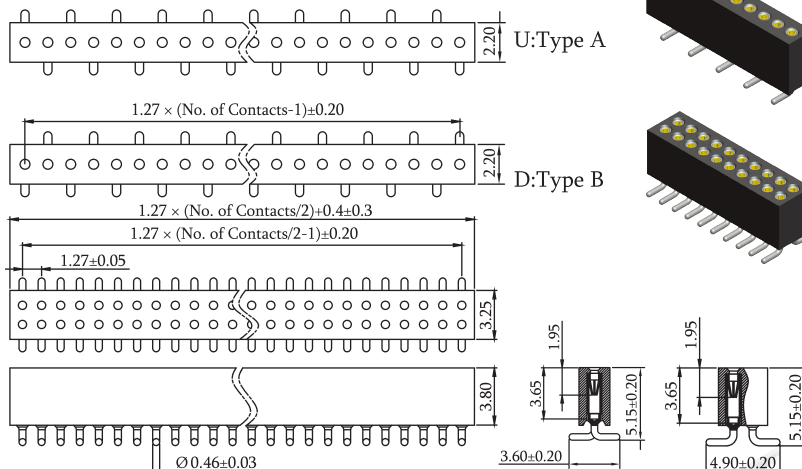 2.20
U:Type A
1.27 × (No. of Contacts-1)±0.20
2.20
D:Type B
1.27 × (No. of Contacts/2)+0.4±0.3
1.27 × (No. of Contacts/2-1)±0.20
1.27±0.05
3.25
1.95
1.95
3.80
3.65
5.15±0.20
3.65
5.15±0.20
Ø 0.46±0.03
3.60±0.20
4.90±0.20